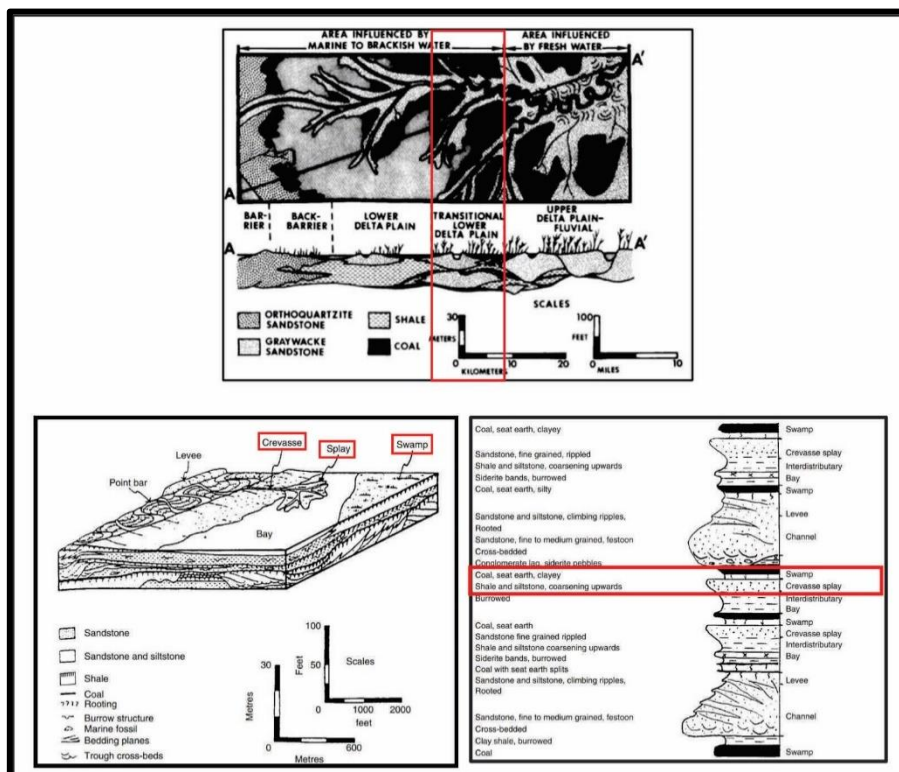 AREA INFLUENCED BY
MARINE TO BRACKISH WATER
AREA INFLUENCED
BY FRESH WATER
A'
A
BAR-
RIER
BACK-
BARRIER
LOWER
DELTA PLAIN
TRANSITIONAL
LOWER
DELTA PLAIN
UPPER
DELTA PLAIN-
FLUVIAL
A
A'
SCALES
ORTHOQUARTZITE
SANDSTONE
SHALE
GRAYWACKE
SANDSTONE
COAL
30
METERS
0
KILOMETERS
20
100
FEET
0
MILES
10
Crevasse
Splay
Swamp
Levee
Point bar
Bay
Sandstone
Sandstone and siltstone
Shale
Coal
Rooting
Burrow structure
Marine fossil
Bedding planes
Trough cross-beds
30
Metres
0
Metres
600
100
Feet
50
Scales
0
1000
2000
feet
Coal, seat earth, clayey
Swamp
Sandstone, fine grained, rippled
Crevasse splay
Shale and siltstone, coarsening upwards
Interdistributary
Siderite bands, burrowed
Bay
Coal, seat earth, silty
Swamp
Sandstone and siltstone, climbing ripples,
Levee
Rooted
Sandstone, fine to medium grained, festoon
Channel
Cross-bedded
Conglomerate lag, siderite pebbles
Coal, seat earth, clayey
Swamp
Shale and siltstone, coarsening upwards
Crevasse splay
Burrowed
Interdistributary
Bay
Coal, seat earth
Swamp
Sandstone fine grained rippled
Crevasse splay
Shale and siltstone coarsening upwards
Interdistributary
Siderite bands, burrowed
Bay
Coal with seat earth splits
Sandstone and siltstone, climbing ripples,
Levee
Rooted
Sandstone, fine to medium grained, festoon
Channel
Cross-bedded
Clay shale, burrowed
Coal
Swamp